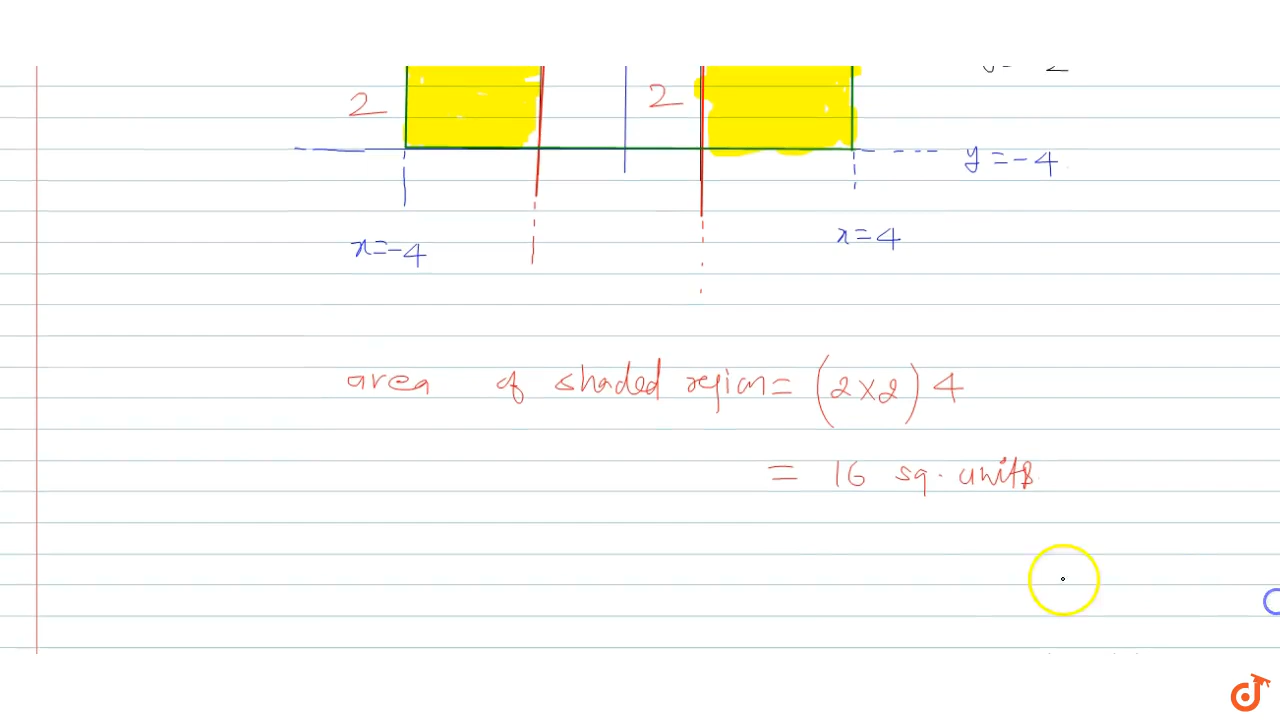 2 2
y = -4
x = -4
x = 4
area of shaded region = (2×2) 4
= 16 sq. units